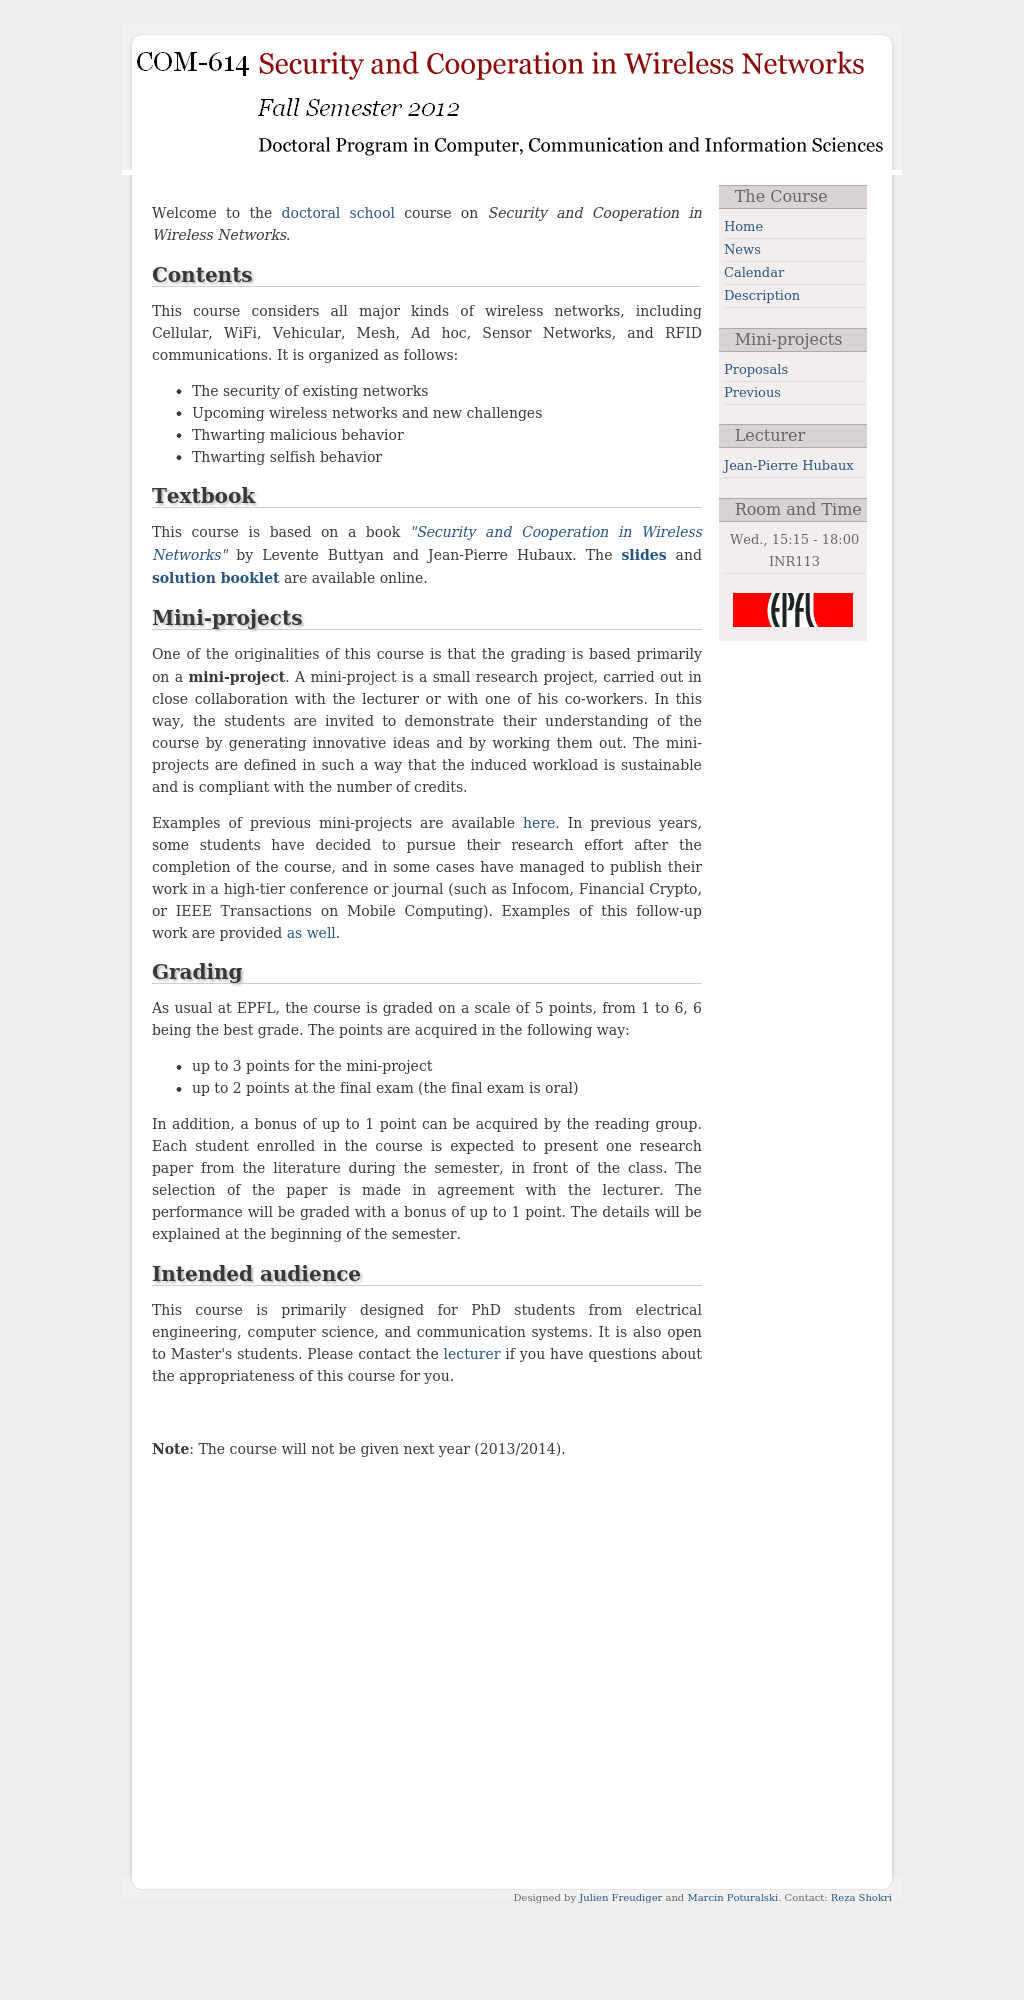 COM-614 Security and Cooperation in Wireless Networks
Fall Semester 2012
Doctoral Program in Computer, Communication and Information Sciences
Welcome to the doctoral school course on Security and Cooperation in
Wireless Networks.
Contents
This course considers all major kinds of wireless networks, including
Cellular, WiFi, Vehicular, Mesh, Ad hoc, Sensor Networks, and RFID
communications. It is organized as follows:
• The security of existing networks
• Upcoming wireless networks and new challenges
• Thwarting malicious behavior
• Thwarting selfish behavior
Textbook
This course is based on a book "Security and Cooperation in Wireless
Networks" by Levente Buttyan and Jean-Pierre Hubaux. The slides and
solution booklet are available online.
Mini-projects
One of the originalities of this course is that the grading is based primarily
on a mini-project. A mini-project is a small research project, carried out in
close collaboration with the lecturer or with one of his co-workers. In this
way, the students are invited to demonstrate their understanding of the
course by generating innovative ideas and by working them out. The mini-
projects are defined in such a way that the induced workload is sustainable
and is compliant with the number of credits.
Examples of previous mini-projects are available here. In previous years,
some students have decided to pursue their research effort after the
completion of the course, and in some cases have managed to publish their
work in a high-tier conference or journal (such as Infocom, Financial Crypto,
or IEEE Transactions on Mobile Computing). Examples of this follow-up
work are provided as well.
Grading
As usual at EPFL, the course is graded on a scale of 5 points, from 1 to 6, 6
being the best grade. The points are acquired in the following way:
• up to 3 points for the mini-project
• up to 2 points at the final exam (the final exam is oral)
In addition, a bonus of up to 1 point can be acquired by the reading group.
Each student enrolled in the course is expected to present one research
paper from the literature during the semester, in front of the class. The
selection of the paper is made in agreement with the lecturer. The
performance will be graded with a bonus of up to 1 point. The details will be
explained at the beginning of the semester.
Intended audience
This course is primarily designed for PhD students from electrical
engineering, computer science, and communication systems. It is also open
to Master's students. Please contact the lecturer if you have questions about
the appropriateness of this course for you.
Note: The course will not be given next year (2013/2014).
The Course
Home
News
Calendar
Description
Mini-projects
Proposals
Previous
Lecturer
Jean-Pierre Hubaux
Room and Time
Wed., 15:15 - 18:00
INR113
EPFL
Designed by Julien Freudiger and Marcin Poturalski. Contact: Reza Shokri